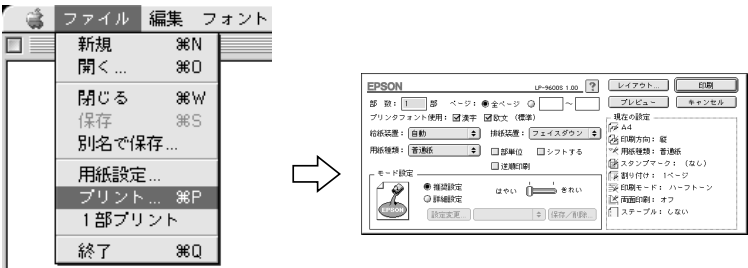 ファイル 編集 フォント
新規 ⌘N
開く... ⌘O
閉じる ⌘W
保存 ⌘S
別名で保存...
用紙設定...
プリント... ⌘P
1部プリント
終了 ⌘Q
EPSON LP-9600S 1.00 ? レイアウト... 印刷
部 数: 1 部 ページ: 全ページ ~ プレビュー キャンセル
プリンタフォント使用: 漢字 欧文 (標準)
給紙装置: 自動 排紙装置: フェイスダウン
用紙種類: 普通紙 部単位 シフトする
逆順印刷
モード設定
推奨設定 はやい きれい
詳細設定
EPSON
設定変更... 保存/削除...
現在の設定
A4
印刷方向: 縦
用紙種類: 普通紙
スタンプマーク: (なし)
割り付け: 1ページ
印刷モード: ハーフトーン
両面印刷: オフ
ステープル: しない